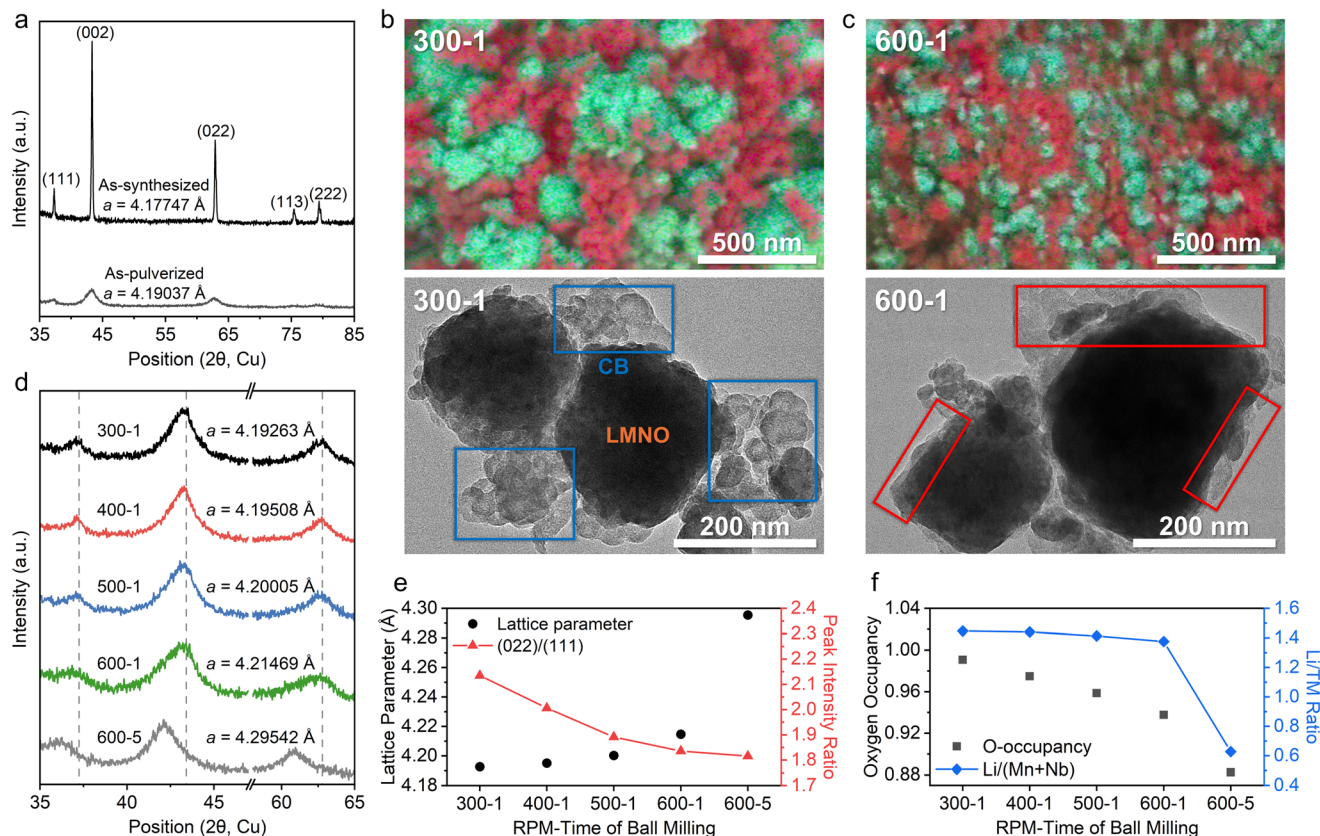 a
(002)
(022)
(111)
As-synthesized
a = 4.17747 Å
(113)
(222)
As-pulverized
a = 4.19037 Å
Intensity (a.u.)
35 45 55 65 75 85
Position (2θ, Cu)
b
300-1
500 nm
300-1
CB
LMNO
200 nm
c
600-1
500 nm
600-1
200 nm
d
300-1 a = 4.19263 Å
400-1 a = 4.19508 Å
500-1 a = 4.20005 Å
600-1 a = 4.21469 Å
600-5 a = 4.29542 Å
Intensity (a.u.)
35 40 45 60 65
Position (2θ, Cu)
e
Lattice Parameter (Å)
4.30
4.28
4.26
4.24
4.22
4.20
4.18
Lattice parameter
(022)/(111)
2.4
2.3
2.2
2.1
2.0
1.9
1.8
1.7
Peak Intensity Ratio
300-1 400-1 500-1 600-1 600-5
RPM-Time of Ball Milling
f
Oxygen Occupancy
1.04
1.00
0.96
0.92
0.88
O-occupancy
Li/(Mn+Nb)
1.6
1.4
1.2
1.0
0.8
0.6
0.4
Li/TM Ratio
300-1 400-1 500-1 600-1 600-5
RPM-Time of Ball Milling